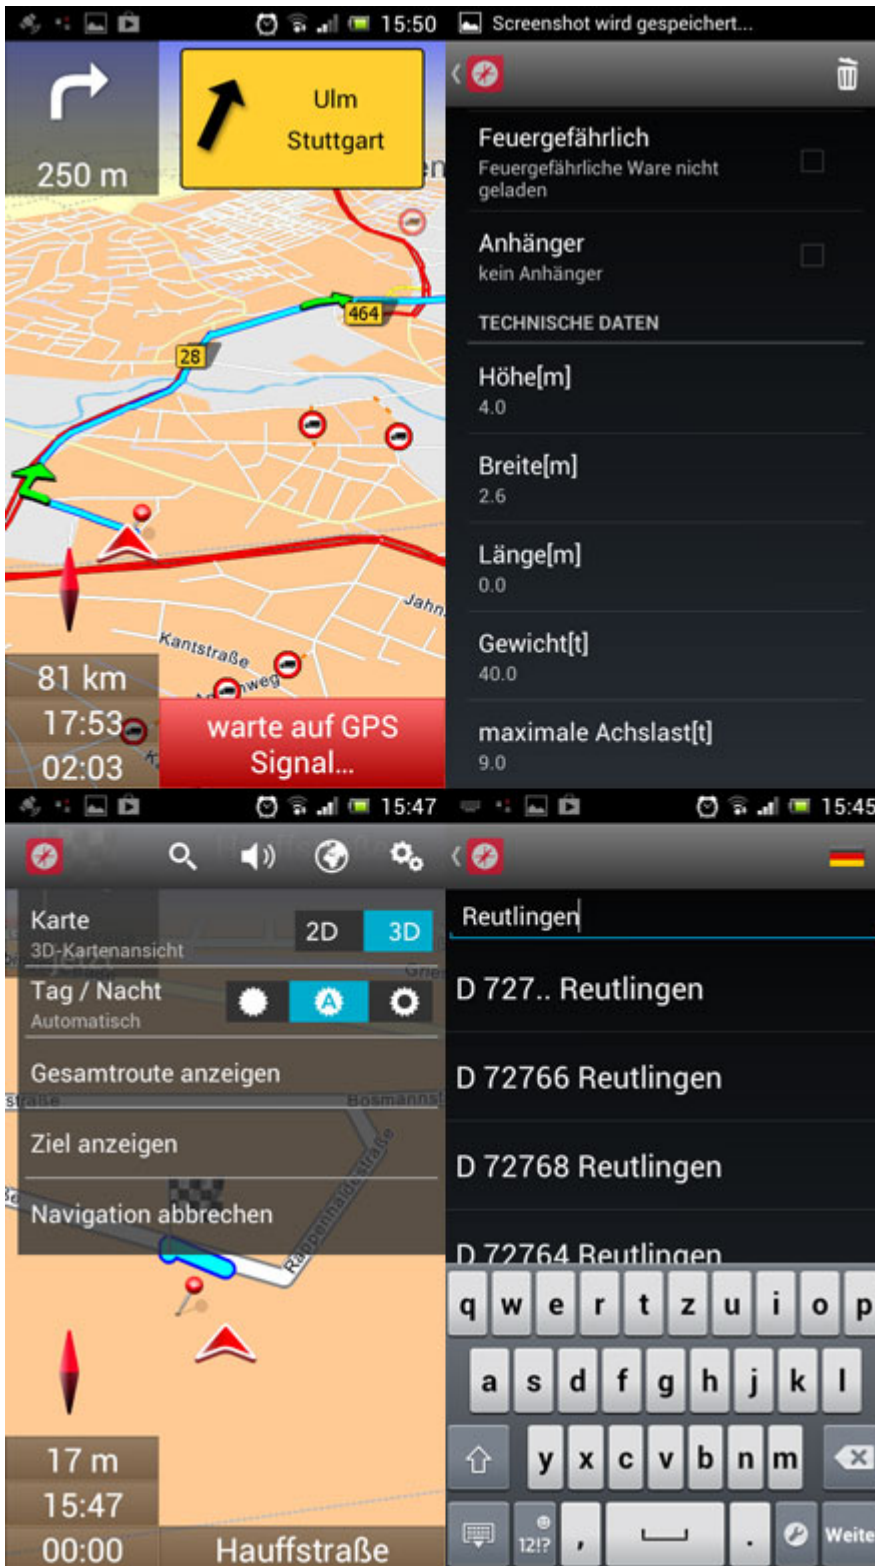 15:50
250 m
Ulm
Stuttgart
464
28
Jahn
Kantstraße
weg
81 km
17:53
02:03
warte auf GPS
Signal...
Screenshot wird gespeichert...
Feuergefährlich
Feuergefährliche Ware nicht
geladen
Anhänger
kein Anhänger
TECHNISCHE DATEN
Höhe[m]
4.0
Breite[m]
2.6
Länge[m]
0.0
Gewicht[t]
40.0
maximale Achslast[t]
9.0
15:47
Karte
3D-Kartenansicht
2D 3D
Tag / Nacht
Automatisch
A
Gesamtroute anzeigen
straße Bosmannst
Ziel anzeigen
Navigation abbrechen
Rappenhaldestraße
17 m
15:47
00:00
Hauffstraße
15:45
Reutlingen
D 727.. Reutlingen
D 72766 Reutlingen
D 72768 Reutlingen
D 72764 Reutlingen
q w e r t z u i o p
a s d f g h j k l
y x c v b n m
12!? , . Weite